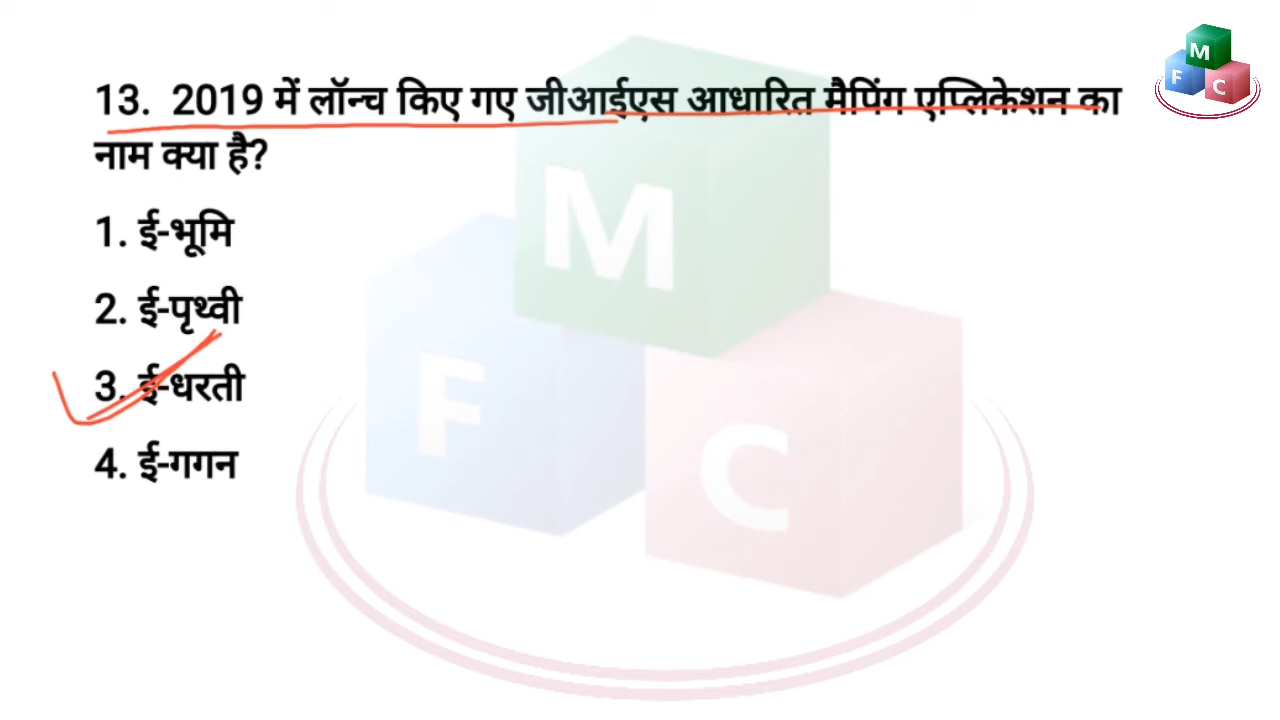 13. 2019 में लॉन्च किए गए जीआईएस आधारित मैपिंग एप्लिकेशन का
नाम क्या है?
1. ई-भूमि
2. ई-पृथ्वी
3. ई-धरती
4. ई-गगन
M
F
C
M
F
C